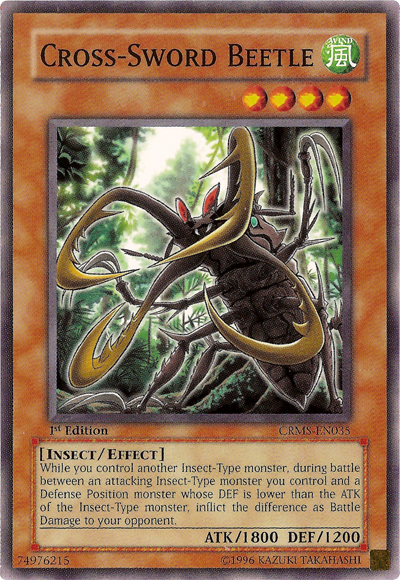 CROSS-SWORD BEETLE
WIND
風
1st Edition
CRMS-EN035
[INSECT/EFFECT]
While you control another Insect-Type monster, during battle
between an attacking Insect-Type monster you control and a
Defense Position monster whose DEF is lower than the ATK
of the Insect-Type monster, inflict the difference as Battle
Damage to your opponent.
ATK/1800 DEF/1200
74976215
©1996 KAZUKI TAKAHASHI